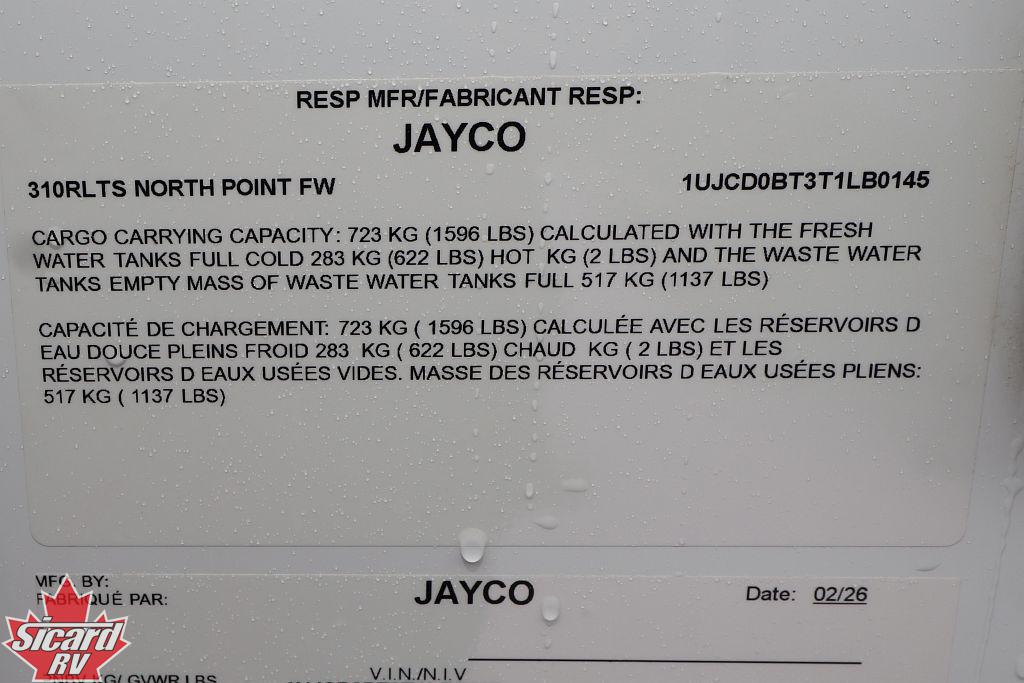 RESP MFR/FABRICANT RESP:
JAYCO
310RLTS NORTH POINT FW 1UJCD0BT3T1LB0145
CARGO CARRYING CAPACITY: 723 KG (1596 LBS) CALCULATED WITH THE FRESH
WATER TANKS FULL COLD 283 KG (622 LBS) HOT KG (2 LBS) AND THE WASTE WATER
TANKS EMPTY MASS OF WASTE WATER TANKS FULL 517 KG (1137 LBS)
CAPACITÉ DE CHARGEMENT: 723 KG ( 1596 LBS) CALCULÉE AVEC LES RÉSERVOIRS D
EAU DOUCE PLEINS FROID 283 KG ( 622 LBS) CHAUD KG ( 2 LBS) ET LES
RÉSERVOIRS D EAUX USÉES VIDES. MASSE DES RÉSERVOIRS D EAUX USÉES PLIENS:
517 KG ( 1137 LBS)
MFG. BY: JAYCO Date: 02/26
FABRIQUÉ PAR:
Sicard
RV
V.I.N./N.I.V
KG/ GVWR LBS